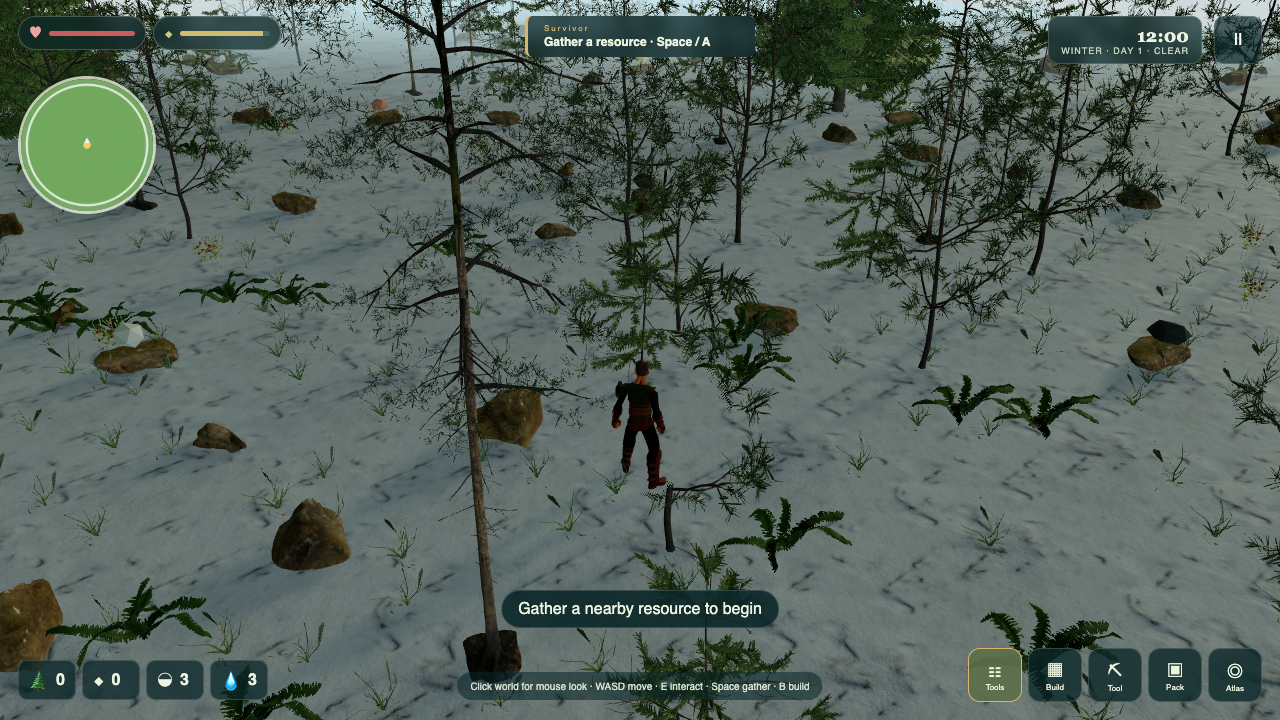 Survivor
Gather a resource · Space / A
12:00
WINTER · DAY 1 · CLEAR
Gather a nearby resource to begin
0
0
3
3
Click world for mouse look · WASD move · E interact · Space gather · B build
Tools
Build
Tool
Pack
Atlas